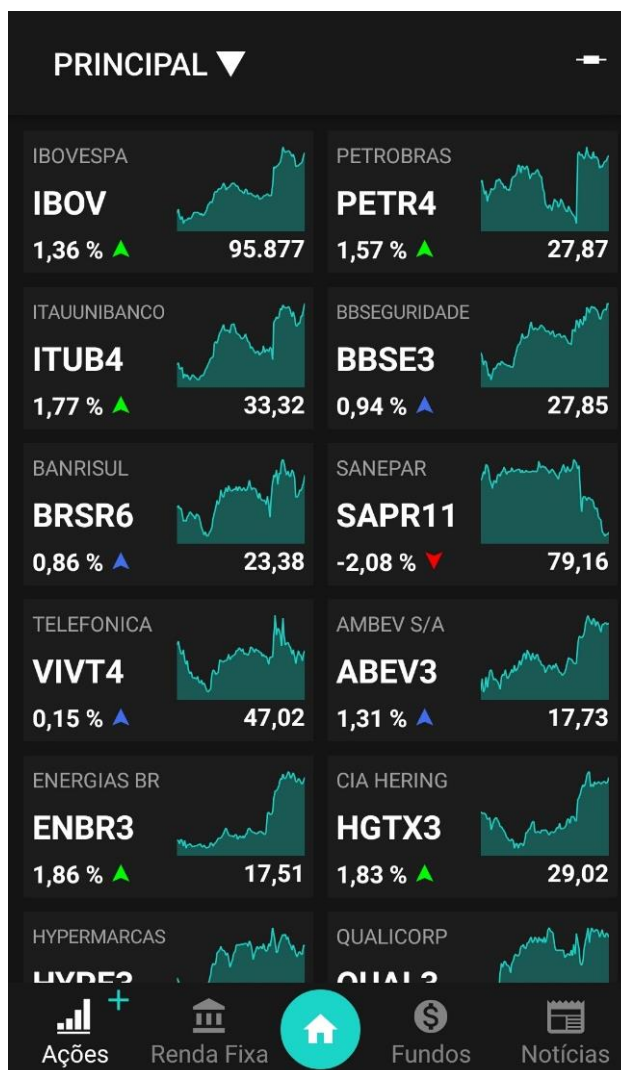 PRINCIPAL ▼
IBOVESPA
IBOV
1,36 % 95.877
PETROBRAS
PETR4
1,57 % 27,87
ITAUUNIBANCO
ITUB4
1,77 % 33,32
BBSEGURIDADE
BBSE3
0,94 % 27,85
BANRISUL
BRSR6
0,86 % 23,38
SANEPAR
SAPR11
-2,08 % 79,16
TELEFONICA
VIVT4
0,15 % 47,02
AMBEV S/A
ABEV3
1,31 % 17,73
ENERGIAS BR
ENBR3
1,86 % 17,51
CIA HERING
HGTX3
1,83 % 29,02
HYPERMARCAS
HYPE3
QUALICORP
QUAL3
Ações
Renda Fixa
Fundos
Notícias